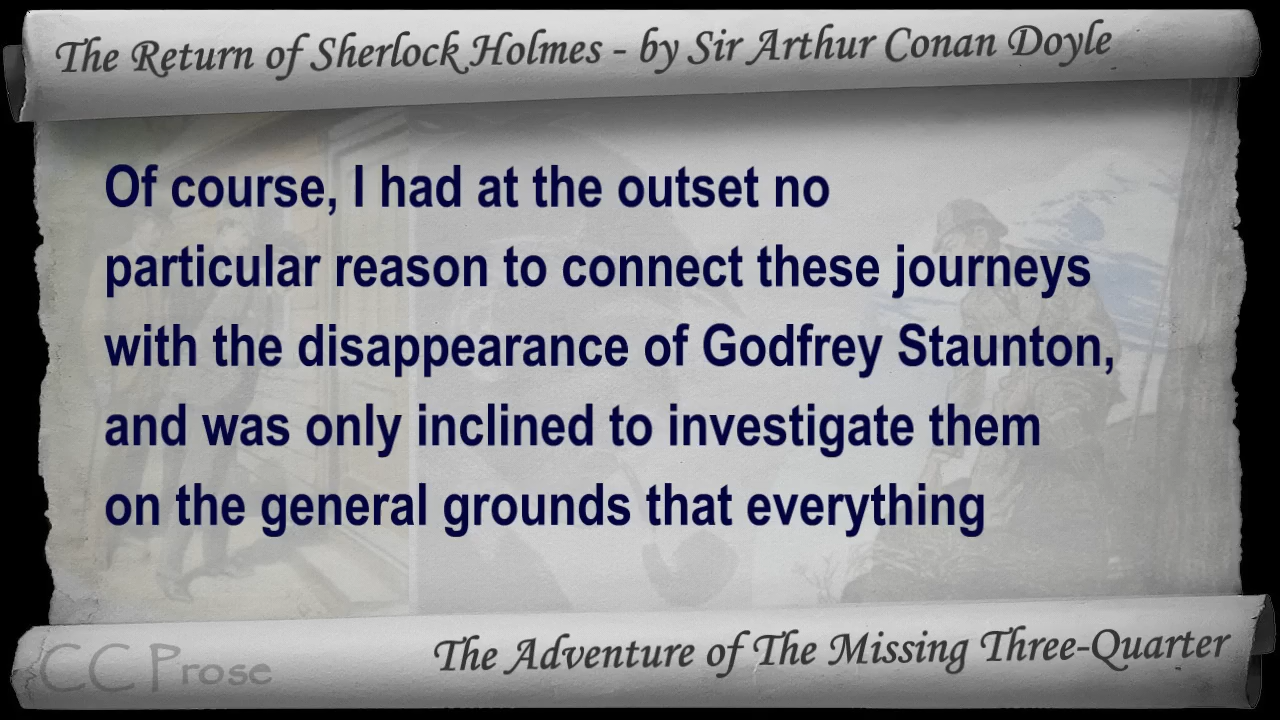 The Return of Sherlock Holmes - by Sir Arthur Conan Doyle
Of course, I had at the outset no
particular reason to connect these journeys
with the disappearance of Godfrey Staunton,
and was only inclined to investigate them
on the general grounds that everything
The Adventure of The Missing Three-Quarter
CC Prose